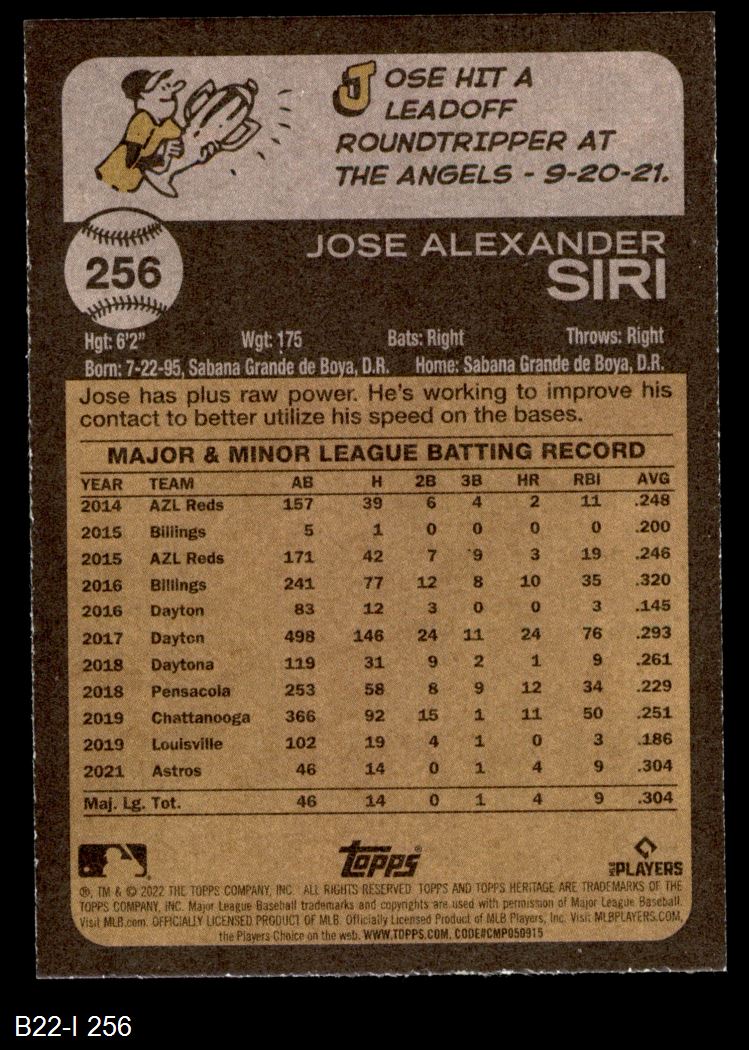 JOSE HIT A
LEADOFF
ROUNDTRIPPER AT
THE ANGELS - 9-20-21.
256
JOSE ALEXANDER
SIRI
Hgt: 6'2" Wgt: 175 Bats: Right Throws: Right
Born: 7-22-95, Sabana Grande de Boya, D.R. Home: Sabana Grande de Boya, D.R.
Jose has plus raw power. He's working to improve his
contact to better utilize his speed on the bases.
MAJOR & MINOR LEAGUE BATTING RECORD
YEAR TEAM AB H 2B 3B HR RBI AVG
2014 AZL Reds 157 39 6 4 2 11 .248
2015 Billings 5 1 0 0 0 0 .200
2015 AZL Reds 171 42 7 9 3 19 .246
2016 Billings 241 77 12 8 10 35 .320
2016 Dayton 83 12 3 0 0 3 .145
2017 Dayton 498 146 24 11 24 76 .293
2018 Daytona 119 31 9 2 1 9 .261
2018 Pensacola 253 58 8 9 12 34 .229
2019 Chattanooga 366 92 15 1 11 50 .251
2019 Louisville 102 19 4 1 0 3 .186
2021 Astros 46 14 0 1 4 9 .304
Maj. Lg. Tot. 46 14 0 1 4 9 .304
topps
MLB PLAYERS
®, TM & © 2022 THE TOPPS COMPANY, INC. ALL RIGHTS RESERVED. TOPPS AND TOPPS HERITAGE ARE TRADEMARKS OF THE
TOPPS COMPANY, INC. Major League Baseball trademarks and copyrights are used with permission of Major League Baseball.
Visit MLB.com. OFFICIALLY LICENSED PRODUCT OF MLB. Officially Licensed Product of MLB Players, Inc. Visit MLBPLAYERS.COM,
the Players Choice on the web. WWW.TOPPS.COM. CODE#CMP050915
B22-I 256